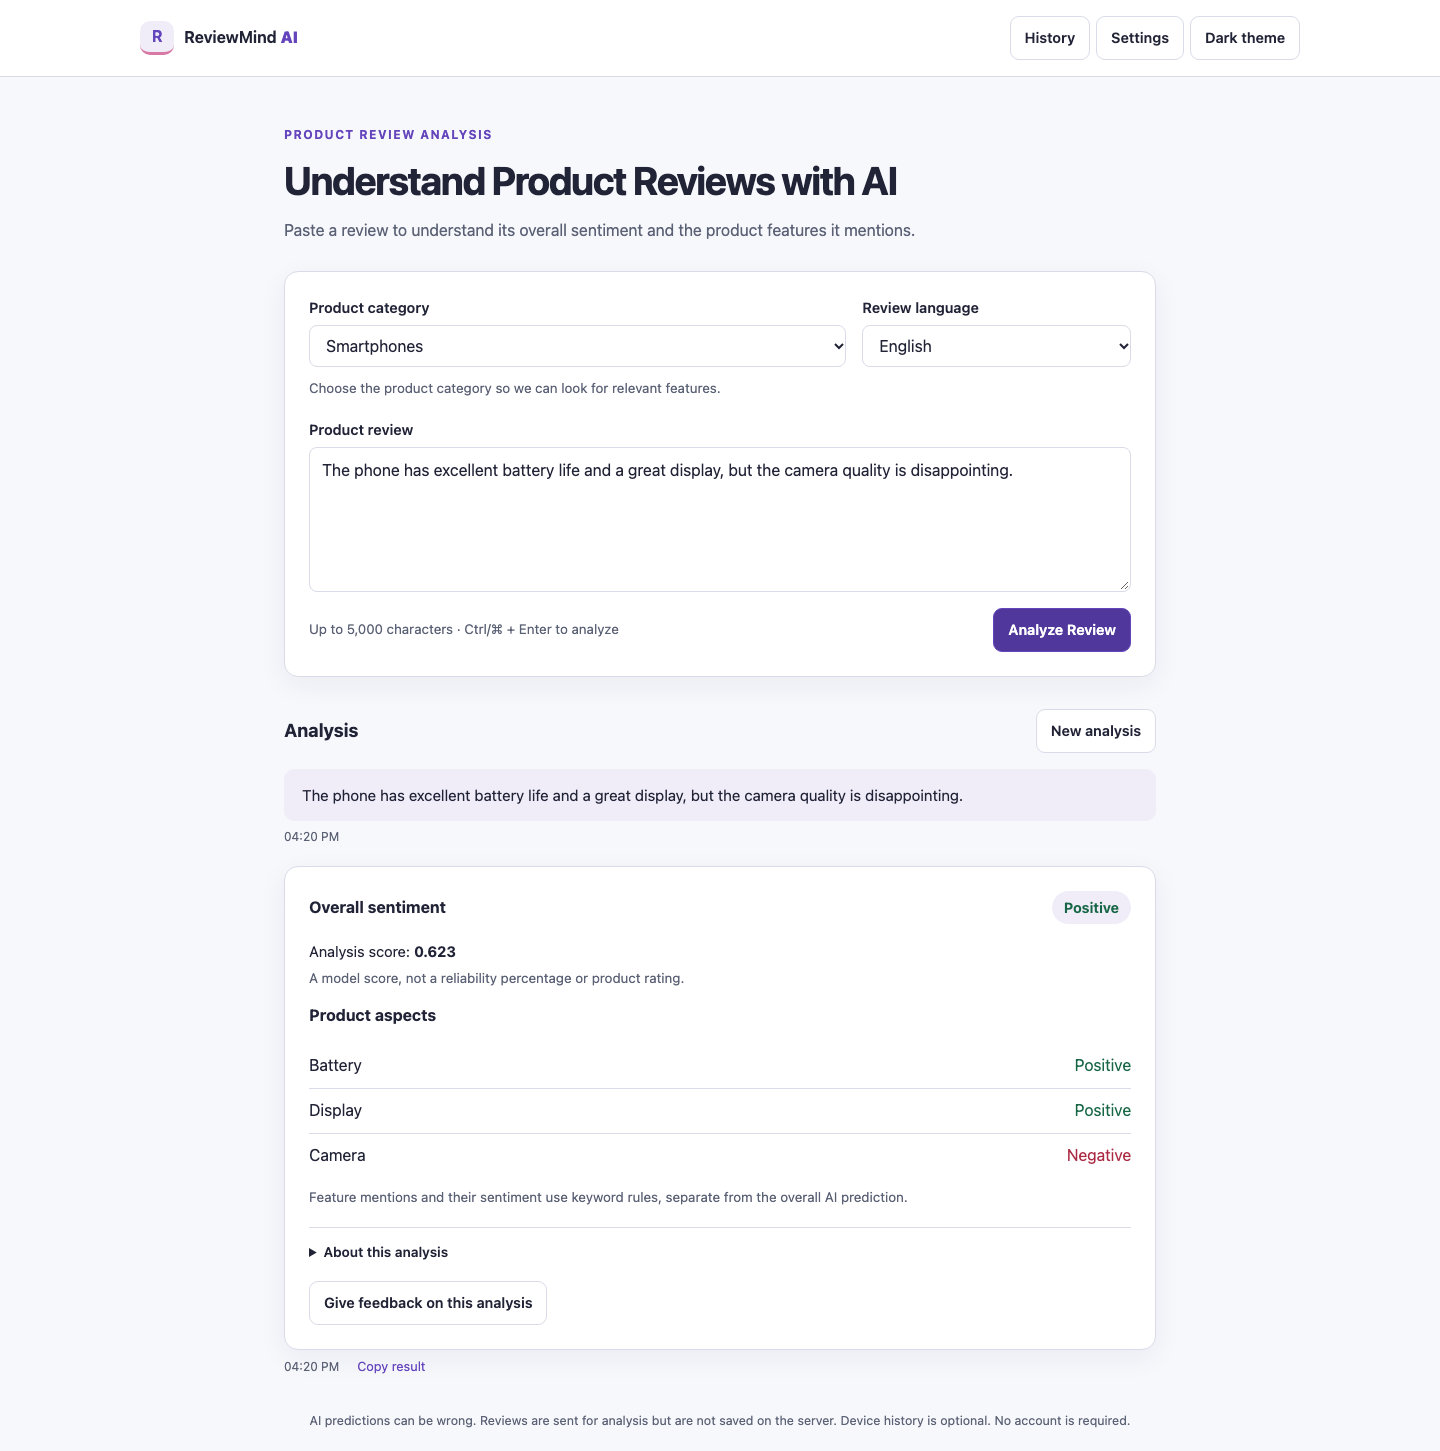 R
ReviewMind AI
History
Settings
Dark theme
PRODUCT REVIEW ANALYSIS
Understand Product Reviews with AI
Paste a review to understand its overall sentiment and the product features it mentions.
Product category
Review language
Smartphones
English
Choose the product category so we can look for relevant features.
Product review
The phone has excellent battery life and a great display, but the camera quality is disappointing.
Up to 5,000 characters · Ctrl/⌘ + Enter to analyze
Analyze Review
Analysis
New analysis
The phone has excellent battery life and a great display, but the camera quality is disappointing.
04:20 PM
Overall sentiment
Positive
Analysis score: 0.623
A model score, not a reliability percentage or product rating.
Product aspects
Battery
Positive
Display
Positive
Camera
Negative
Feature mentions and their sentiment use keyword rules, separate from the overall AI prediction.
About this analysis
Give feedback on this analysis
04:20 PM
Copy result
AI predictions can be wrong. Reviews are sent for analysis but are not saved on the server. Device history is optional. No account is required.